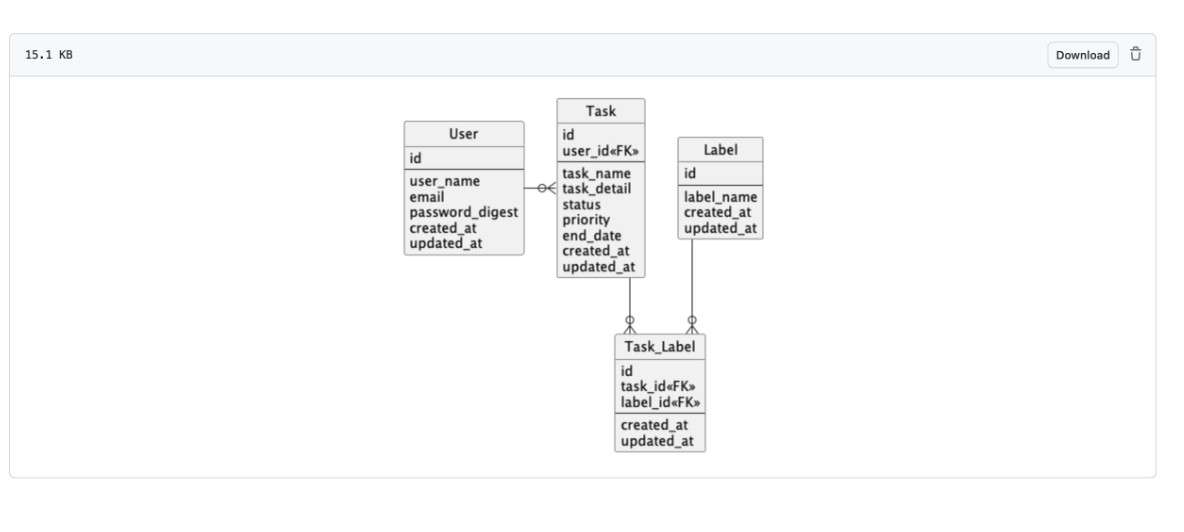 15.1 KB
Download
User
id
user_name
email
password_digest
created_at
updated_at
Task
id
user_id«FK»
task_name
task_detail
status
priority
end_date
created_at
updated_at
Label
id
label_name
created_at
updated_at
Task_Label
id
task_id«FK»
label_id«FK»
created_at
updated_at